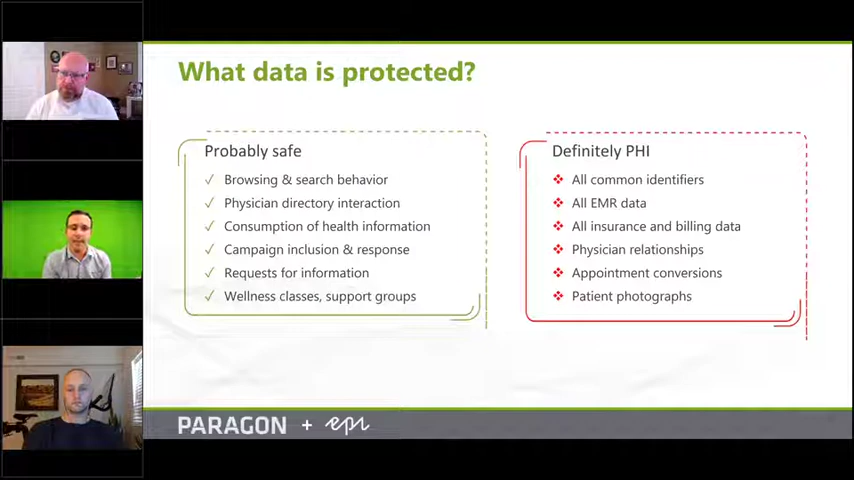 What data is protected?
Probably safe
✓ Browsing & search behavior
✓ Physician directory interaction
✓ Consumption of health information
✓ Campaign inclusion & response
✓ Requests for information
✓ Wellness classes, support groups
Definitely PHI
❖ All common identifiers
❖ All EMR data
❖ All insurance and billing data
❖ Physician relationships
❖ Appointment conversions
❖ Patient photographs
PARAGON + epi